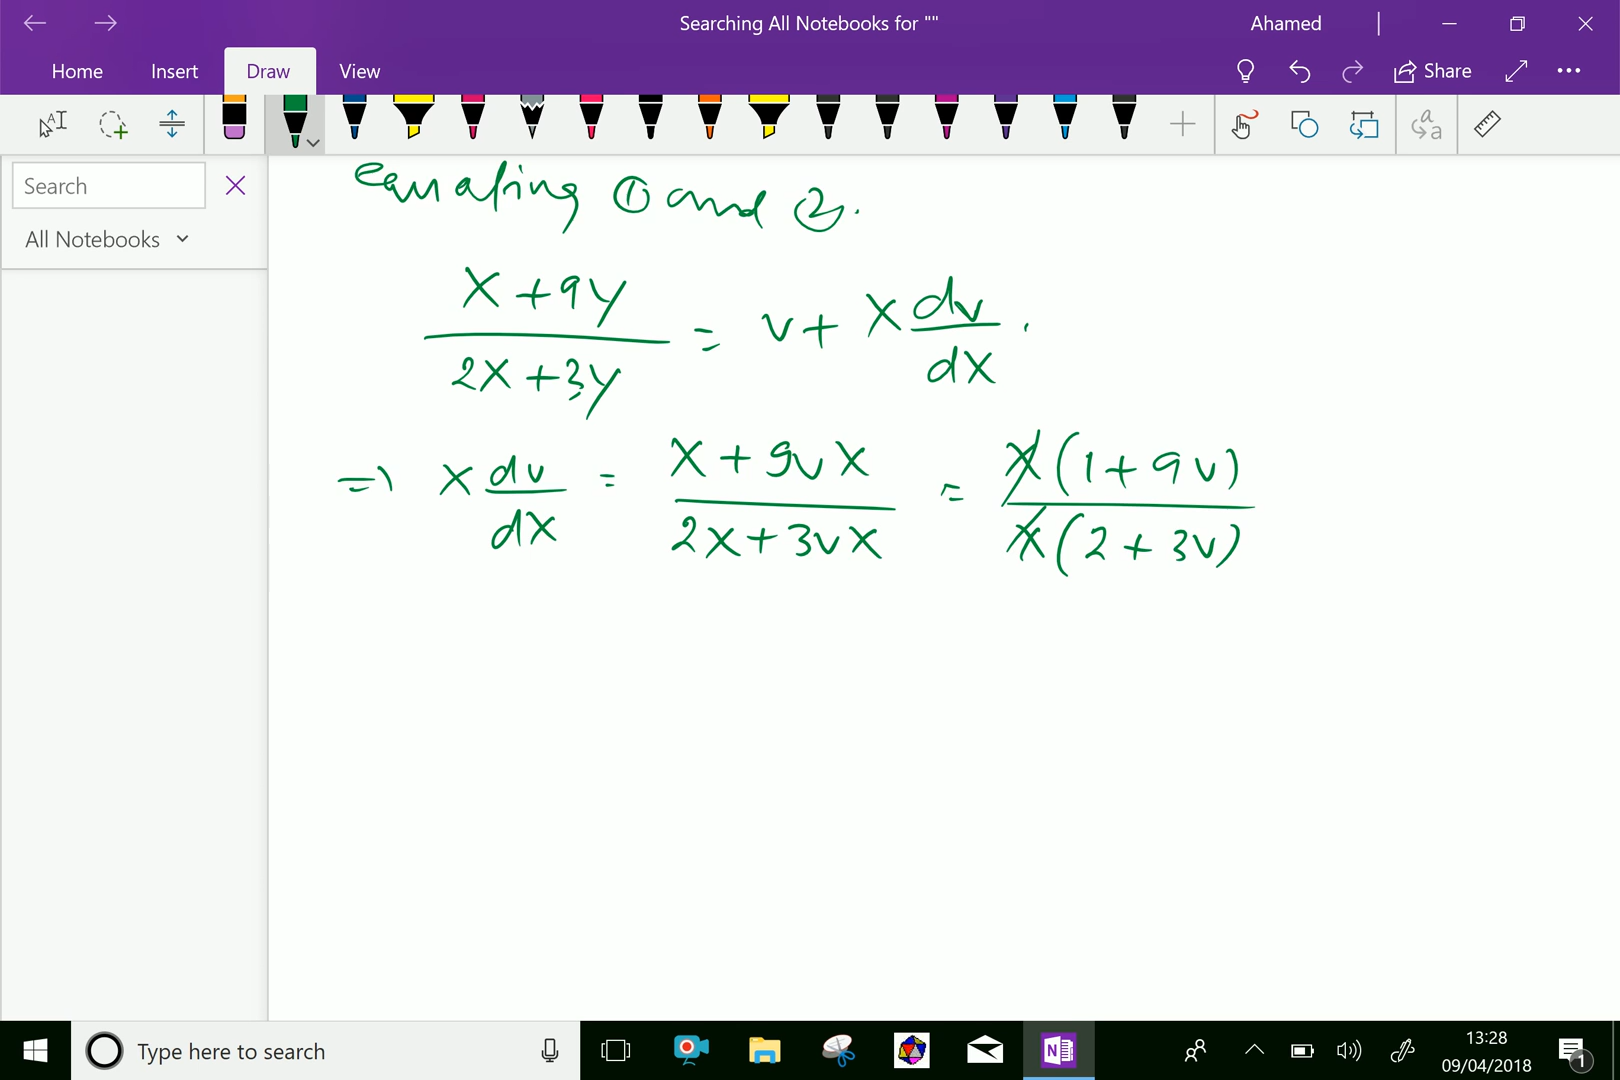 Searching All Notebooks for ""
Ahamed
Home Insert Draw View
Share
Search
All Notebooks
equating ① and ②.
x + 9y / 2x + 3y = v + x dv/dx .
⇒ x dv/dx = x + 9vx / 2x + 3vx = x(1 + 9v) / x(2 + 3v)
Type here to search
13:28
09/04/2018
1